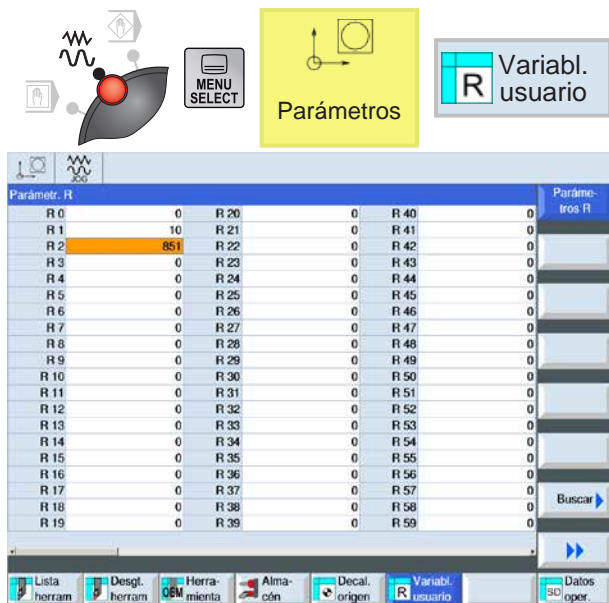 MENU
SELECT
Parámetros
R
Variabl.
usuario
JOG
Parámetr. R
Paráme-
tros R
R 0 0 R 20 0 R 40 0
R 1 10 R 21 0 R 41 0
R 2 851 R 22 0 R 42 0
R 3 0 R 23 0 R 43 0
R 4 0 R 24 0 R 44 0
R 5 0 R 25 0 R 45 0
R 6 0 R 26 0 R 46 0
R 7 0 R 27 0 R 47 0
R 8 0 R 28 0 R 48 0
R 9 0 R 29 0 R 49 0
R 10 0 R 30 0 R 50 0
R 11 0 R 31 0 R 51 0
R 12 0 R 32 0 R 52 0
R 13 0 R 33 0 R 53 0
R 14 0 R 34 0 R 54 0
R 15 0 R 35 0 R 55 0
R 16 0 R 36 0 R 56 0
R 17 0 R 37 0 R 57 0
R 18 0 R 38 0 R 58 0
R 19 0 R 39 0 R 59 0
Buscar
Lista
herram
Desgt.
herram
OEM
Herra-
mienta
Alma-
cén
Decal.
origen
R
Variabl.
usuario
SD
Datos
oper.